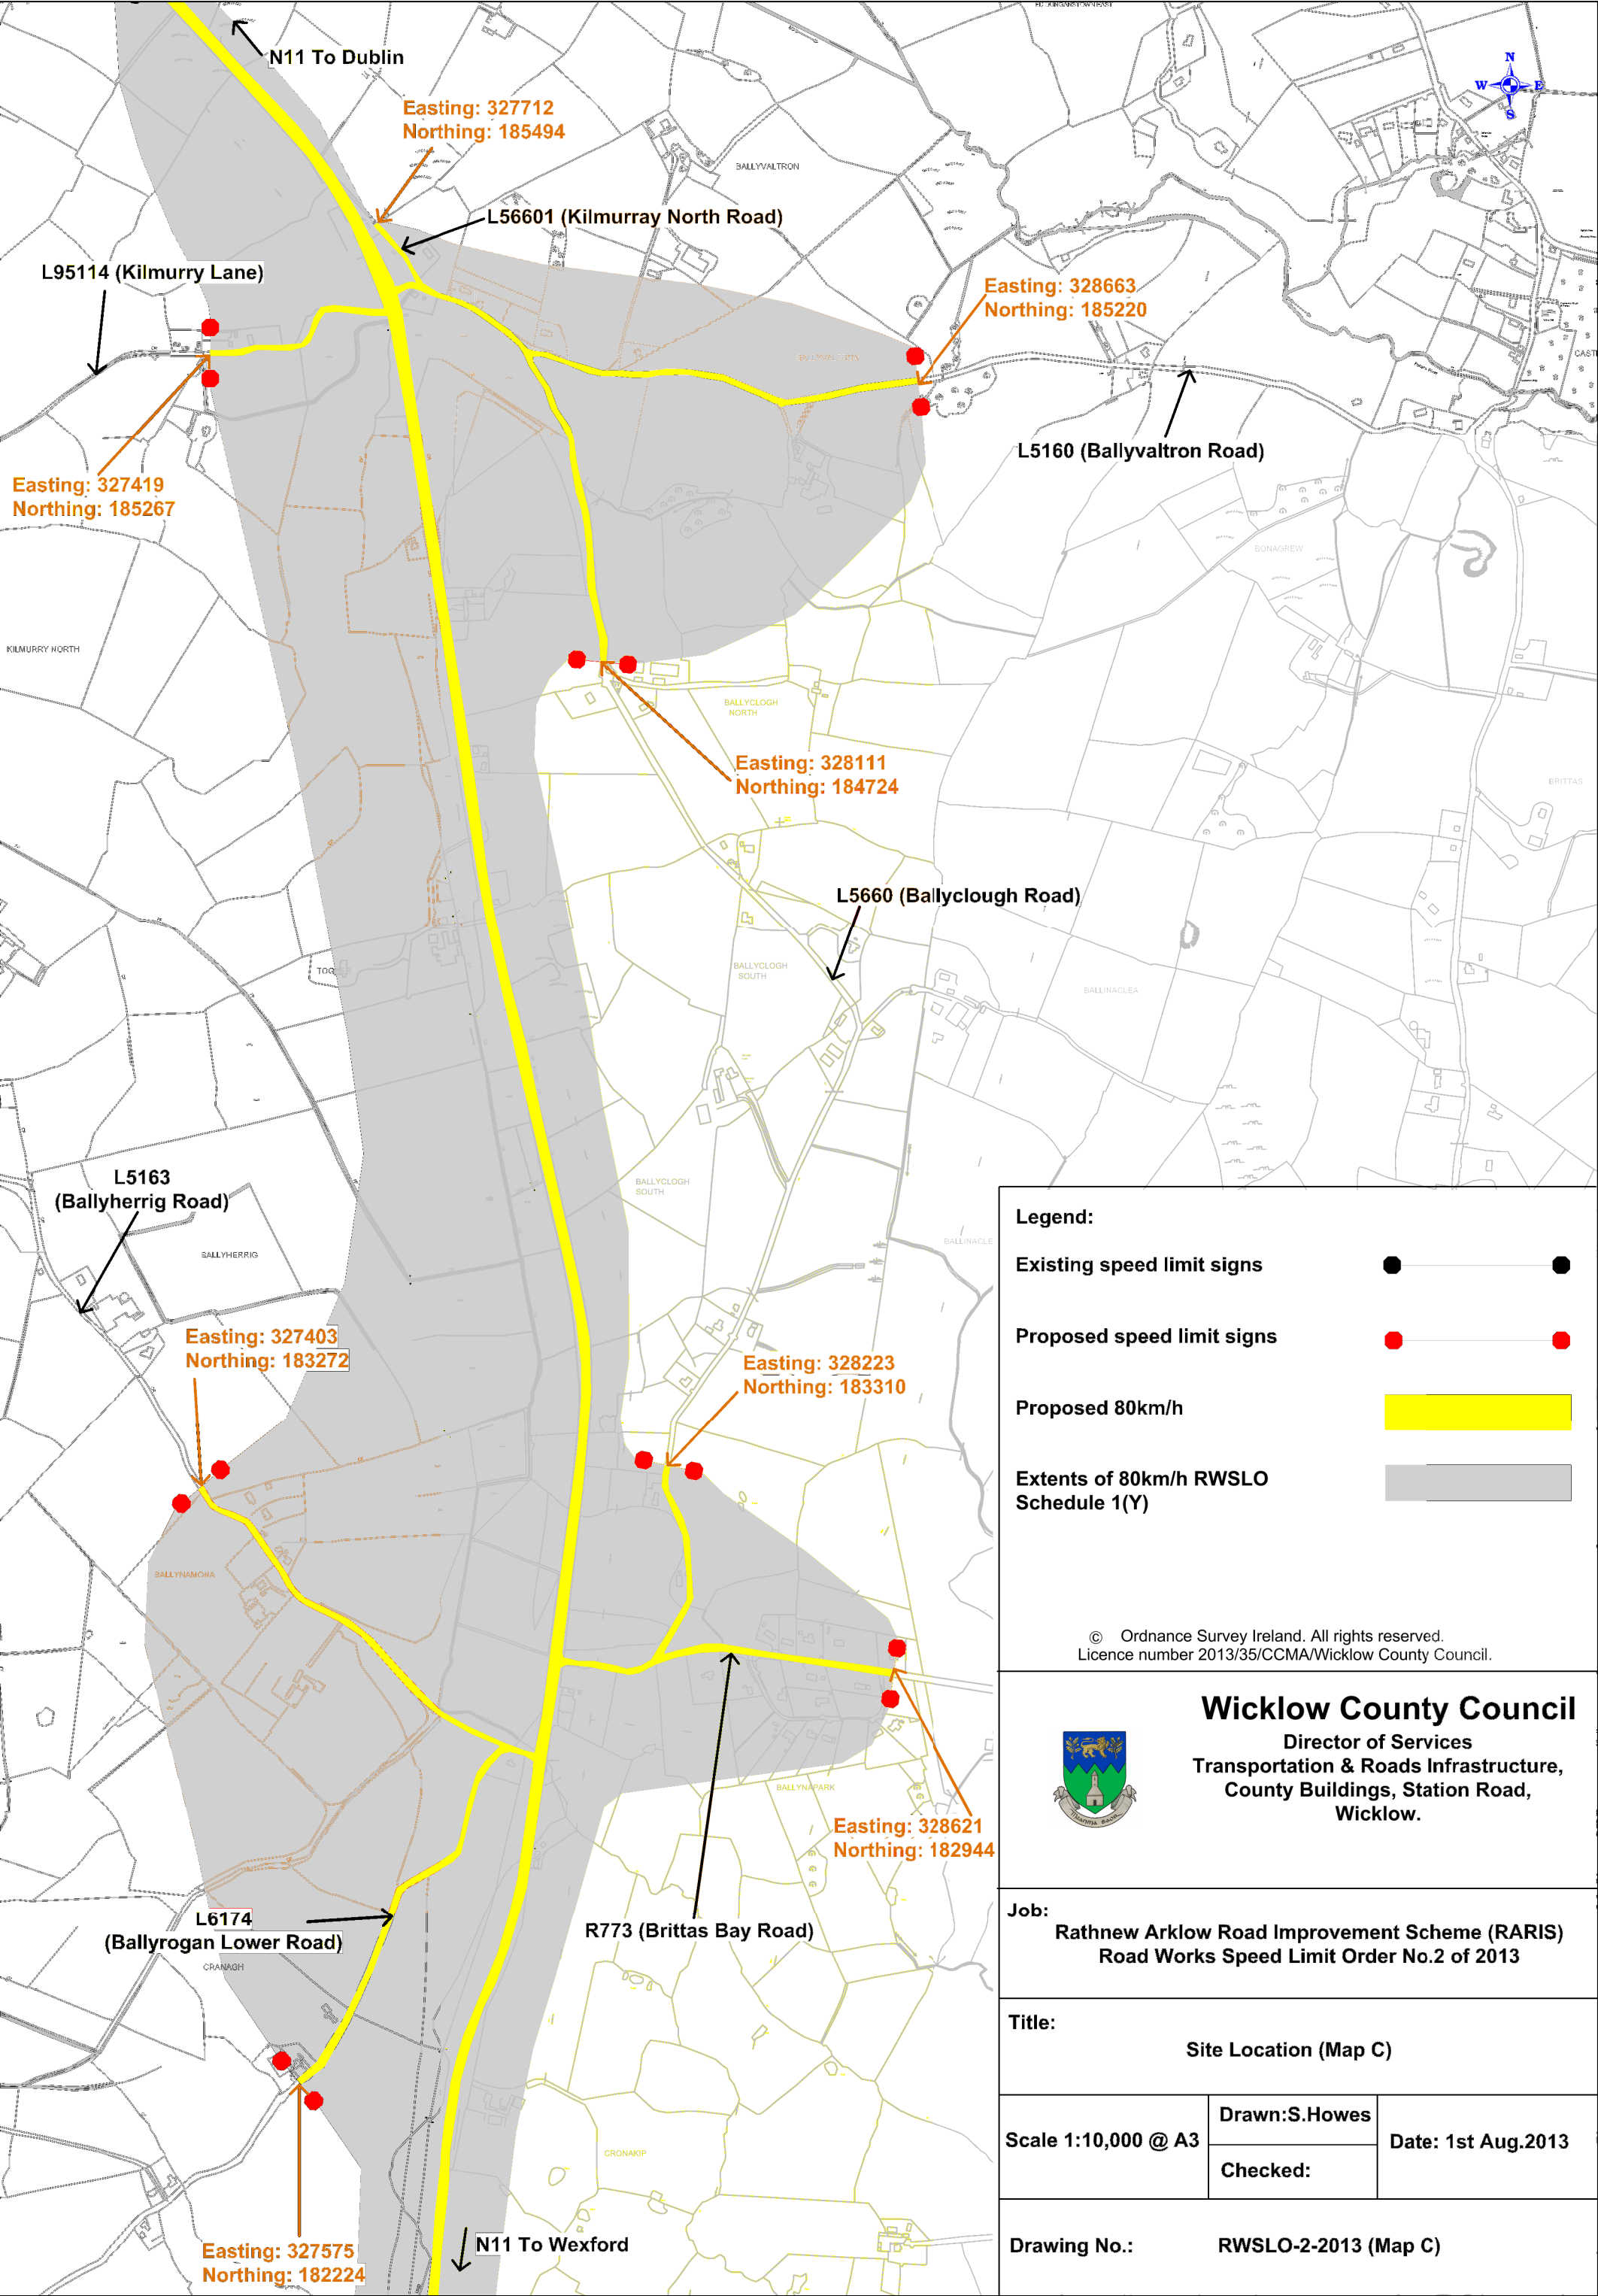 N11 To Dublin
Easting: 327712
Northing: 185494
BALLYVALTRON
L56601 (Kilmurray North Road)
L95114 (Kilmurry Lane)
Easting: 328663
Northing: 185220
L5160 (Ballyvaltron Road)
Easting: 327419
Northing: 185267
BONAGREW
KILMURRY NORTH
BALLYCLOGH
NORTH
Easting: 328111
Northing: 184724
BRITTAS
L5660 (Ballyclough Road)
BALLYCLOGH
SOUTH
BALLINACLEA
L5163
(Ballyherrig Road)
BALLYCLOGH
SOUTH
BALLINACLE
Easting: 327403
Northing: 183272
Easting: 328223
Northing: 183310
BALLYNAPARK
Easting: 328621
Northing: 182944
L6174
(Ballyrogan Lower Road)
CRANAGH
R773 (Brittas Bay Road)
CRONAKIP
N11 To Wexford
Easting: 327575
Northing: 182224
N
W
E
S
Legend:
Existing speed limit signs
Proposed speed limit signs
Proposed 80km/h
Extents of 80km/h RWSLO
Schedule 1(Y)
© Ordnance Survey Ireland. All rights reserved.
Licence number 2013/35/CCMA/Wicklow County Council.
Wicklow County Council
Director of Services
Transportation & Roads Infrastructure,
County Buildings, Station Road,
Wicklow.
Job:
Rathnew Arklow Road Improvement Scheme (RARIS)
Road Works Speed Limit Order No.2 of 2013
Title:
Site Location (Map C)
Scale 1:10,000 @ A3
Drawn:S.Howes
Checked:
Date: 1st Aug.2013
Drawing No.:
RWSLO-2-2013 (Map C)